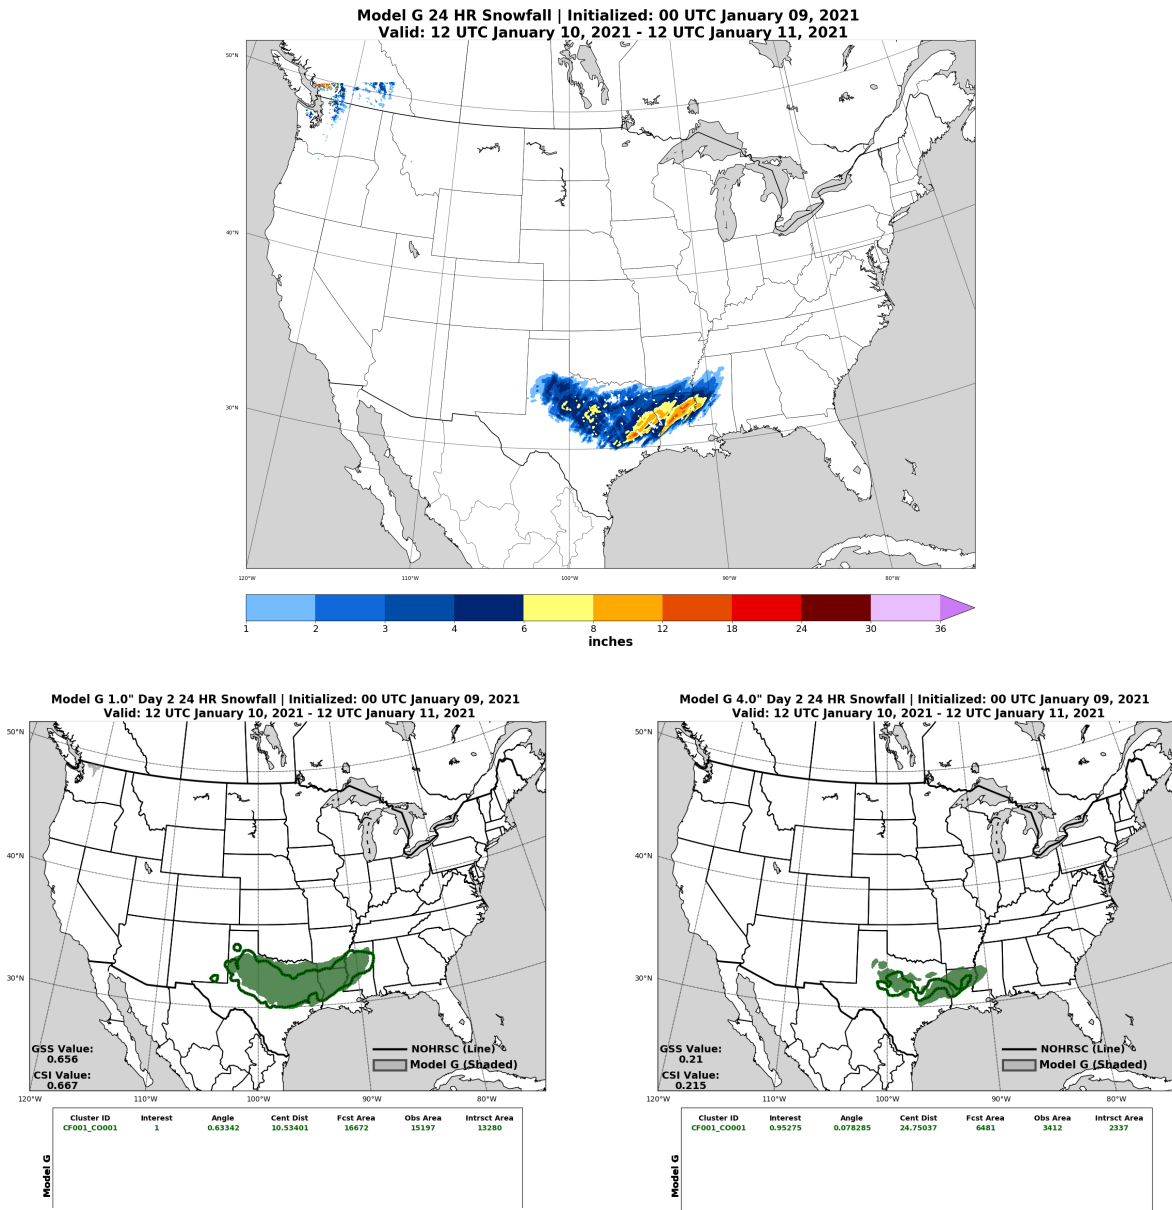 Model G 24 HR Snowfall | Initialized: 00 UTC January 09, 2021
Valid: 12 UTC January 10, 2021 - 12 UTC January 11, 2021
50°N
40°N
30°N
120°W 110°W 100°W 90°W 80°W
1 2 3 4 6 8 12 18 24 30 36
inches
Model G 1.0" Day 2 24 HR Snowfall | Initialized: 00 UTC January 09, 2021
Valid: 12 UTC January 10, 2021 - 12 UTC January 11, 2021
50°N
40°N
30°N
GSS Value:
0.656
CSI Value:
0.667
NOHRSC (Line)
Model G (Shaded)
120°W 110°W 100°W 90°W 80°W
Cluster ID Interest Angle Cent Dist Fcst Area Obs Area Intrsct Area
CF001_CO001 1 0.63342 10.53401 16672 15197 13280
Model G
Model G 4.0" Day 2 24 HR Snowfall | Initialized: 00 UTC January 09, 2021
Valid: 12 UTC January 10, 2021 - 12 UTC January 11, 2021
50°N
40°N
30°N
GSS Value:
0.21
CSI Value:
0.215
NOHRSC (Line)
Model G (Shaded)
120°W 110°W 100°W 90°W 80°W
Cluster ID Interest Angle Cent Dist Fcst Area Obs Area Intrsct Area
CF001_CO001 0.95275 0.078285 24.75037 6481 3412 2337
Model G